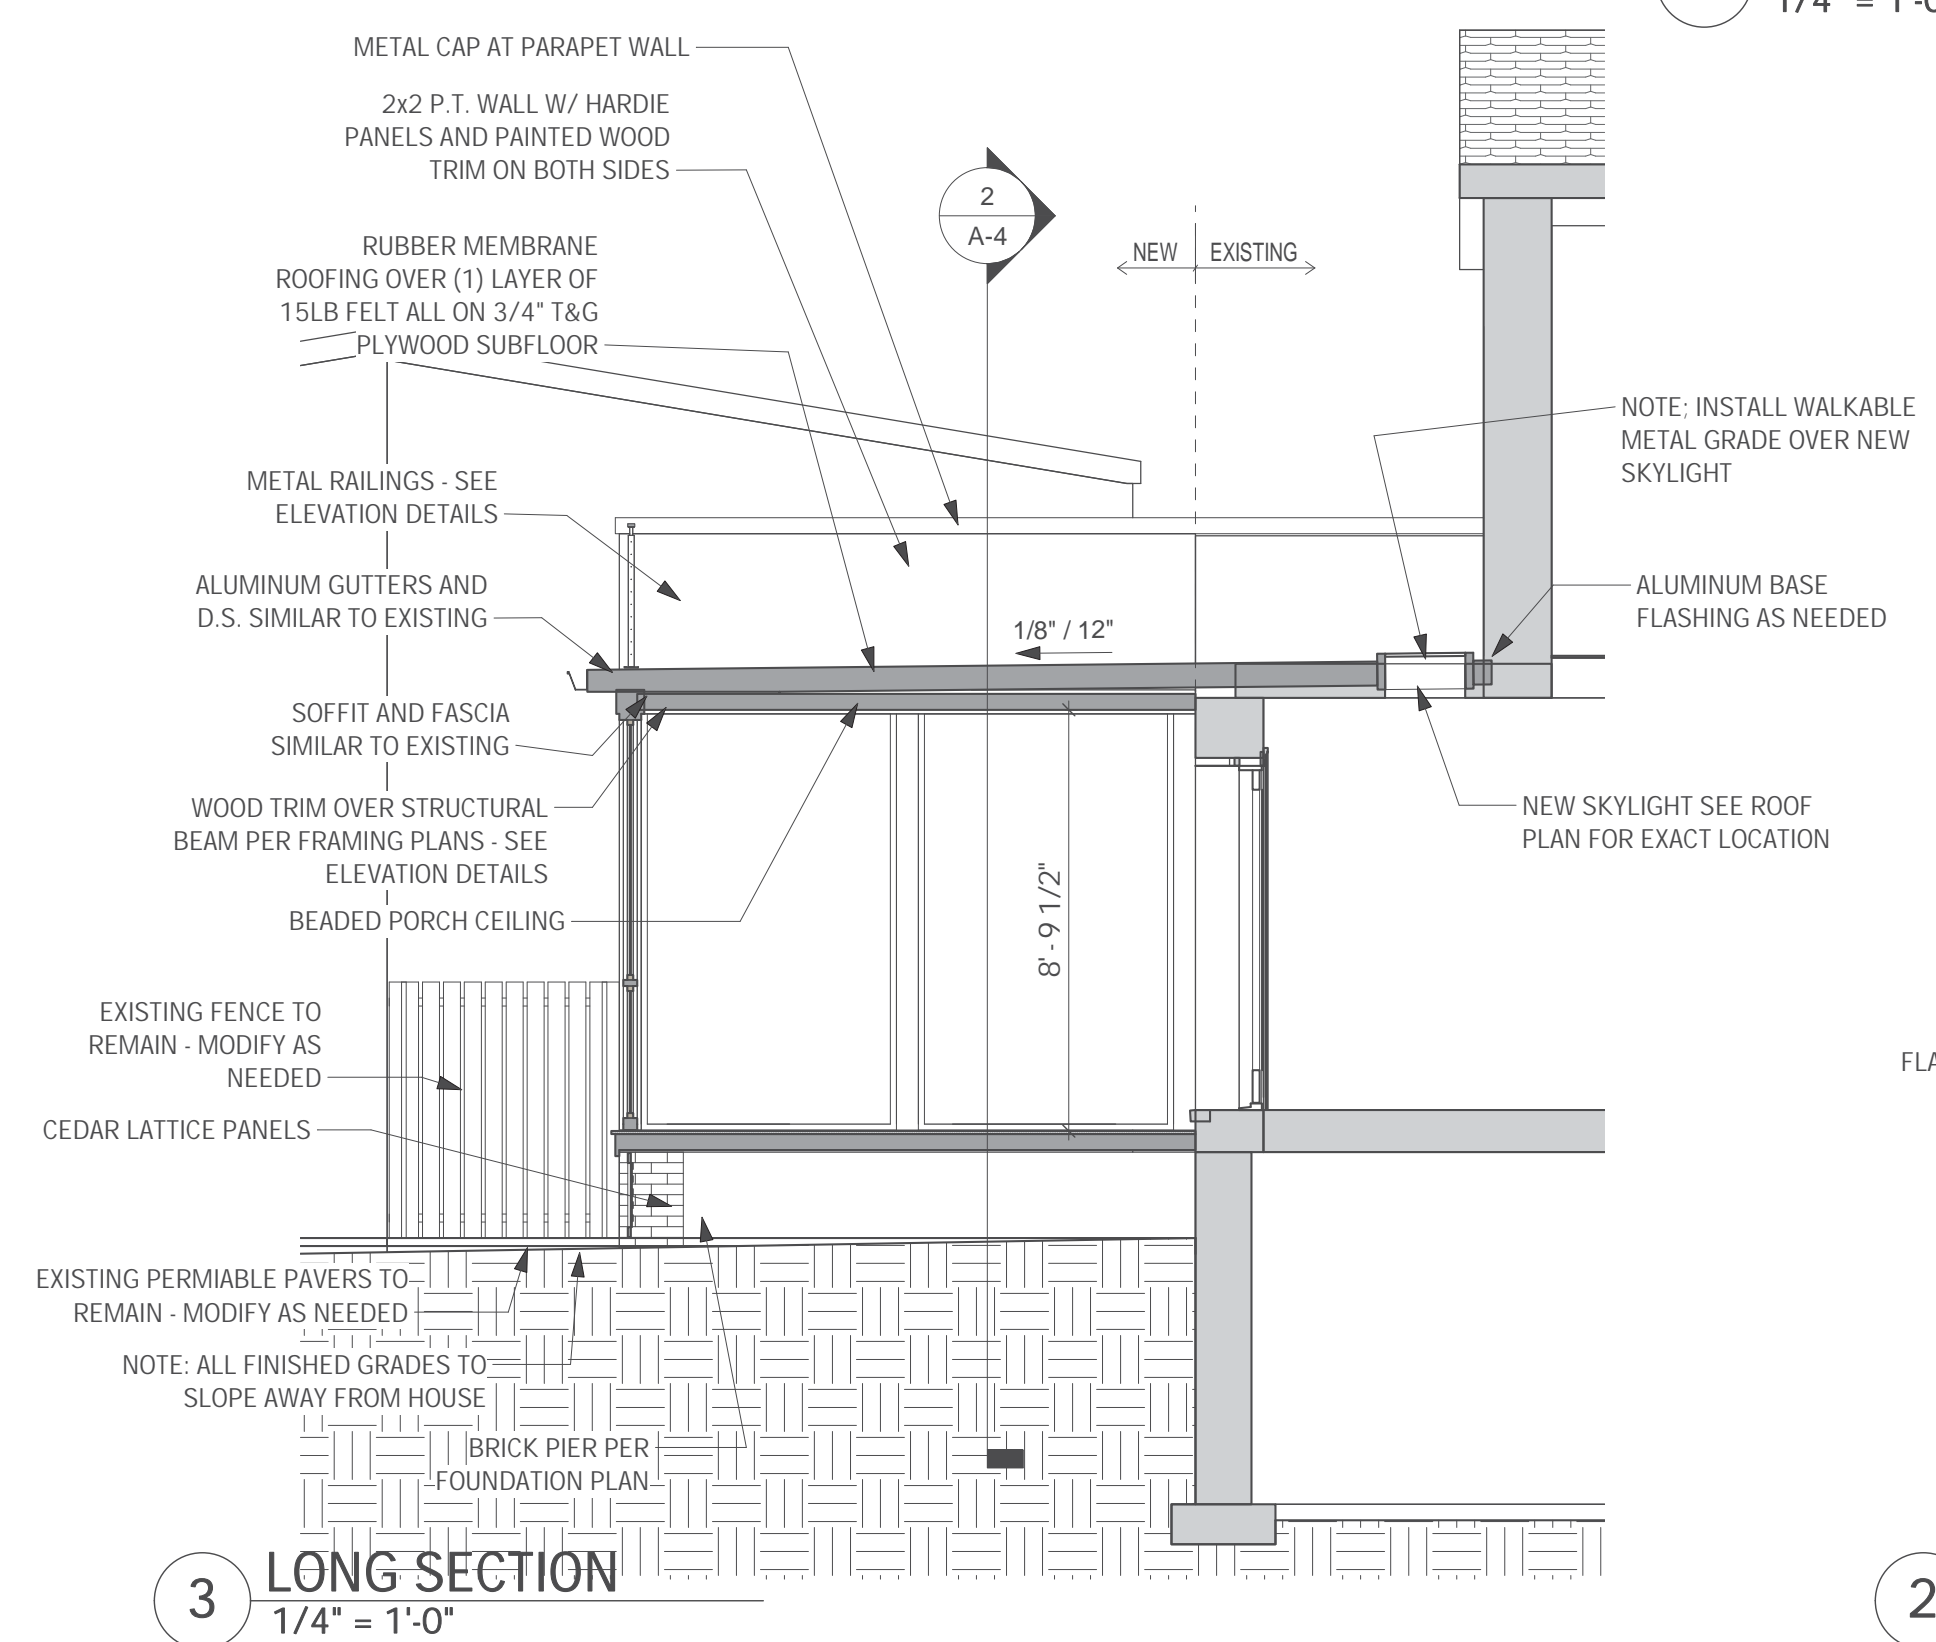 1/4" = 1'-0"
METAL CAP AT PARAPET WALL
2x2 P.T. WALL W/ HARDIE
PANELS AND PAINTED WOOD
TRIM ON BOTH SIDES
RUBBER MEMBRANE
ROOFING OVER (1) LAYER OF
15LB FELT ALL ON 3/4" T&G
PLYWOOD SUBFLOOR
2
A-4
NEW
EXISTING
NOTE; INSTALL WALKABLE
METAL GRADE OVER NEW
SKYLIGHT
METAL RAILINGS - SEE
ELEVATION DETAILS
ALUMINUM GUTTERS AND
D.S. SIMILAR TO EXISTING
1/8" / 12"
ALUMINUM BASE
FLASHING AS NEEDED
SOFFIT AND FASCIA
SIMILAR TO EXISTING
WOOD TRIM OVER STRUCTURAL
BEAM PER FRAMING PLANS - SEE
ELEVATION DETAILS
NEW SKYLIGHT SEE ROOF
PLAN FOR EXACT LOCATION
BEADED PORCH CEILING
8' - 9 1/2"
EXISTING FENCE TO
REMAIN - MODIFY AS
NEEDED
FLA
CEDAR LATTICE PANELS
EXISTING PERMIABLE PAVERS TO
REMAIN - MODIFY AS NEEDED
NOTE: ALL FINISHED GRADES TO
SLOPE AWAY FROM HOUSE
BRICK PIER PER
FOUNDATION PLAN
3
LONG SECTION
1/4" = 1'-0"
2